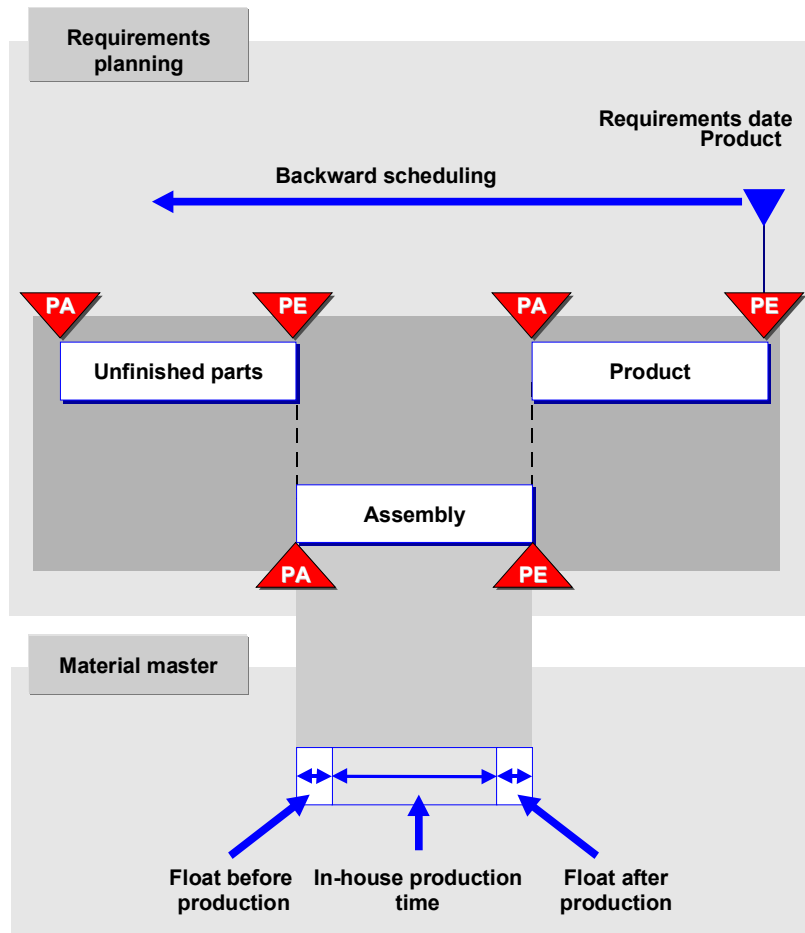 Requirements
planning
Requirements date
Product
Backward scheduling
PA
PE
PA
PE
Unfinished parts
Product
Assembly
PA
PE
Material master
Float before
production
In-house production
time
Float after
production